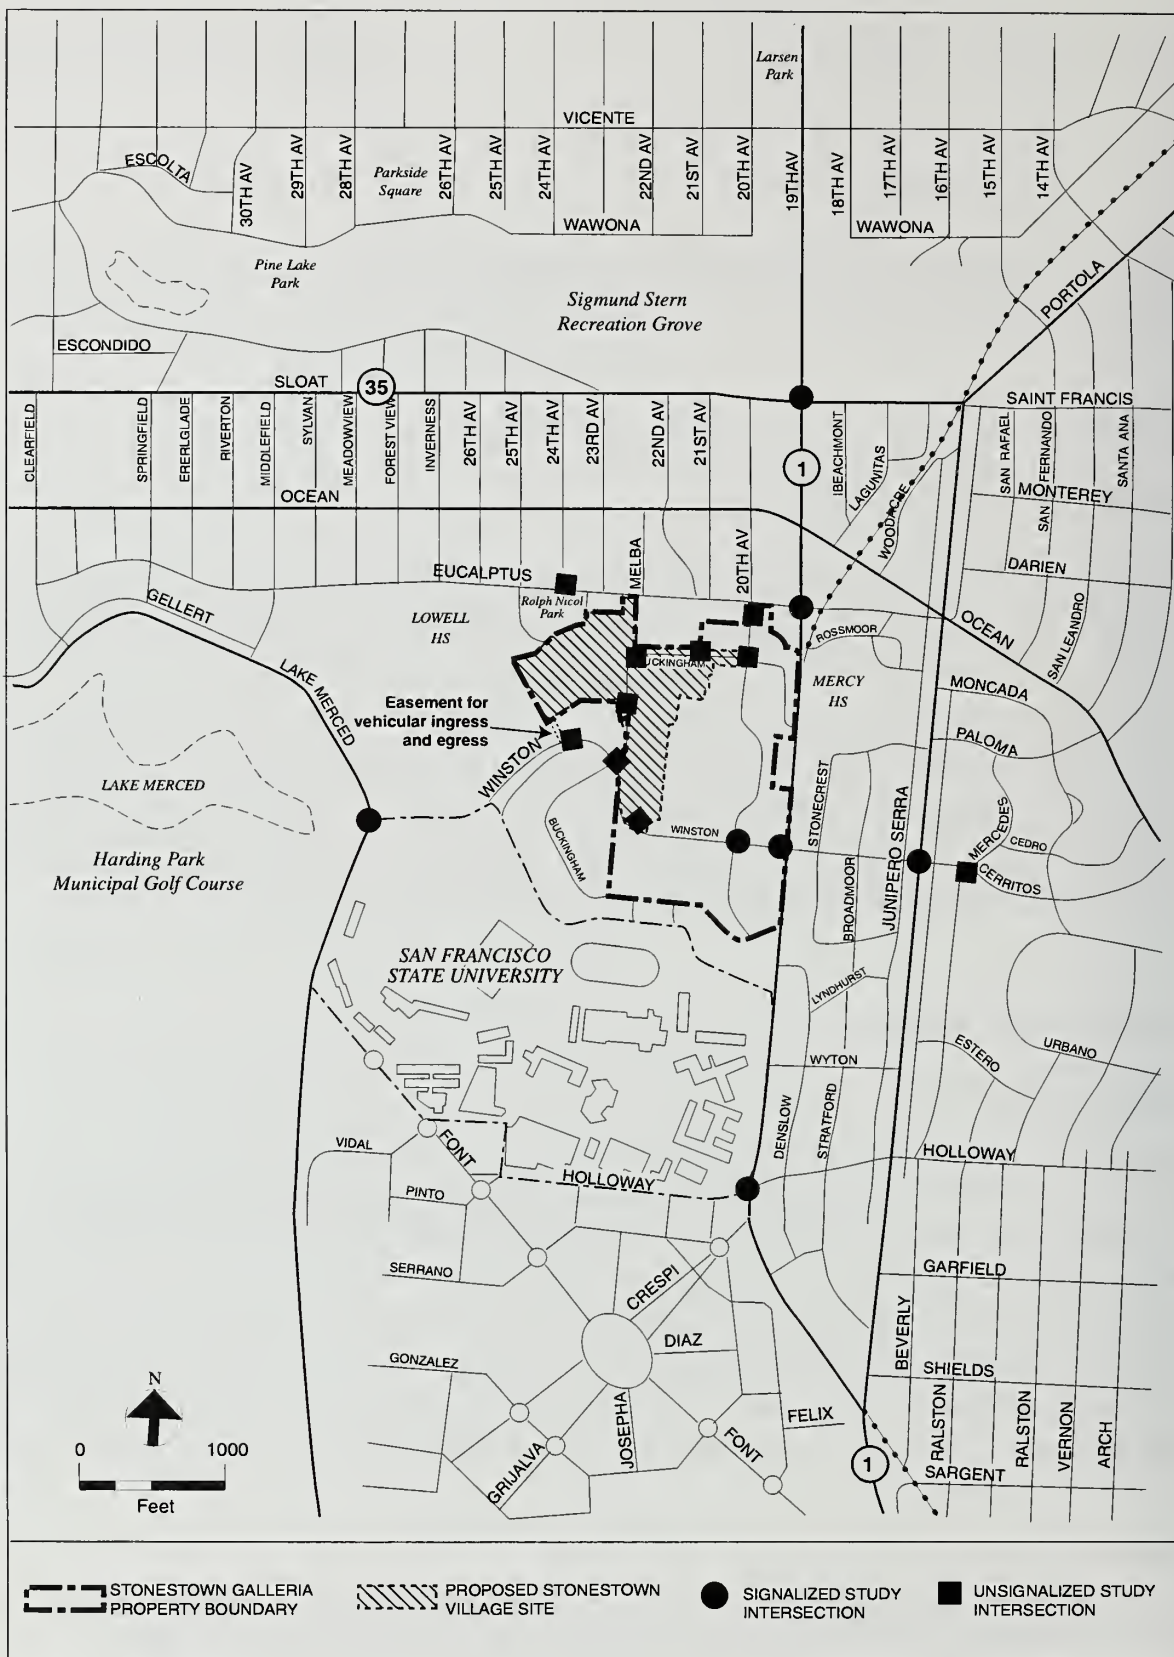 Larsen
Park
VICENTE
ESCOLTA
30TH AV
29TH AV
28TH AV
Parkside
Square
26TH AV
25TH AV
24TH AV
22ND AV
21ST AV
20TH AV
19TH AV
18TH AV
17TH AV
16TH AV
15TH AV
14TH AV
WAWONA
WAWONA
Pine Lake
Park
Sigmund Stern
Recreation Grove
PORTOLA
ESCONDIDO
SLOAT
35
SAINT FRANCIS
CLEARFIELD
SPRINGFIELD
ERERLGLADE
RIVERTON
MIDDLEFIELD
SYLVAN
MEADOWVIEW
FOREST VIEW
INVERNESS
26TH AV
25TH AV
24TH AV
23RD AV
22ND AV
21ST AV
1
IBEACHMONT
LAGUNITAS
WOODACRE
SAN RAFAEL
SAN FERNANDO
SANTA ANA
MONTEREY
OCEAN
DARIEN
EUCALPTUS
MELBA
20TH AV
GELLERT
LOWELL
HS
Rolph Nicol
Park
ROSSMOOR
OCEAN
SAN LEANDRO
UCKINGHAM
MERCY
HS
MONCADA
LAKE MERCED
Easement for
vehicular ingress
and egress
WINSTON
PALOMA
LAKE MERCED
STONECREST
JUNIPERO SERRA
MERCEDES
CEDRO
CERRITOS
BUCKINGHAM
WINSTON
Harding Park
Municipal Golf Course
BROADMOOR
SAN FRANCISCO
STATE UNIVERSITY
LYNDHURST
ESTERO
URBANO
WYTON
DENSLOW
STRATFORD
VIDAL
FONT
HOLLOWAY
HOLLOWAY
PINTO
SERRANO
CRESPI
GARFIELD
DIAZ
BEVERLY
GONZALEZ
SHIELDS
JOSEPHA
FELIX
RALSTON
RALSTON
VERNON
ARCH
GRIJALVA
FONT
1
SARGENT
N
0 1000
Feet
STONESTOWN GALLERIA
PROPERTY BOUNDARY
PROPOSED STONESTOWN
VILLAGE SITE
SIGNALIZED STUDY
INTERSECTION
UNSIGNALIZED STUDY
INTERSECTION